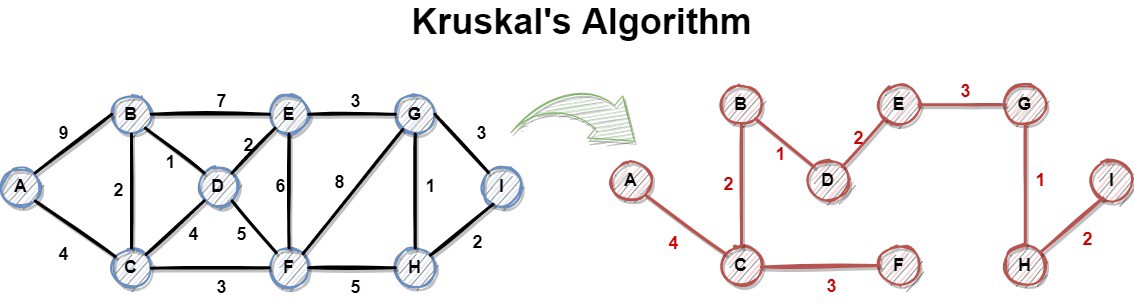 Kruskal's Algorithm
B 7 E 3 G
9 1 2 3
A 2 D 6 8 1 I
4 4 5 2
C 3 F 5 H
B E 3 G
1 2
A 2 D 1 I
4 2
C 3 F H